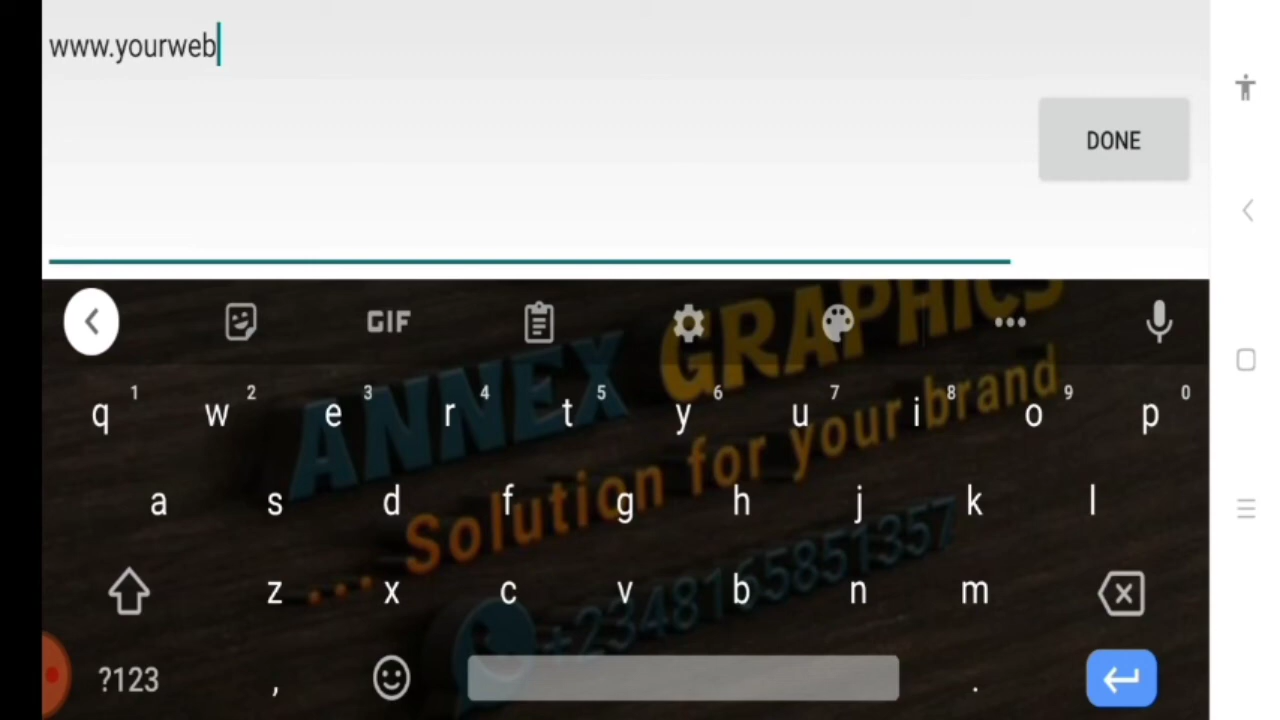 www.yourweb
DONE
GIF
ANNEX GRAPHICS
... Solution for your brand
+2348165851357
1 2 3 4 5 6 7 8 9 0
q w e r t y u i o p
a s d f g h j k l
z x c v b n m
?123 , .